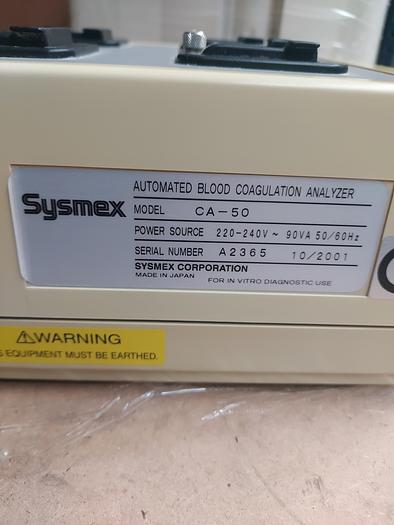 Sysmex
AUTOMATED BLOOD COAGULATION ANALYZER
MODEL CA-50
POWER SOURCE 220-240V ~ 90VA 50/60Hz
SERIAL NUMBER A2365 10/2001
SYSMEX CORPORATION
MADE IN JAPAN FOR IN VITRO DIAGNOSTIC USE
⚠WARNING
EQUIPMENT MUST BE EARTHED.